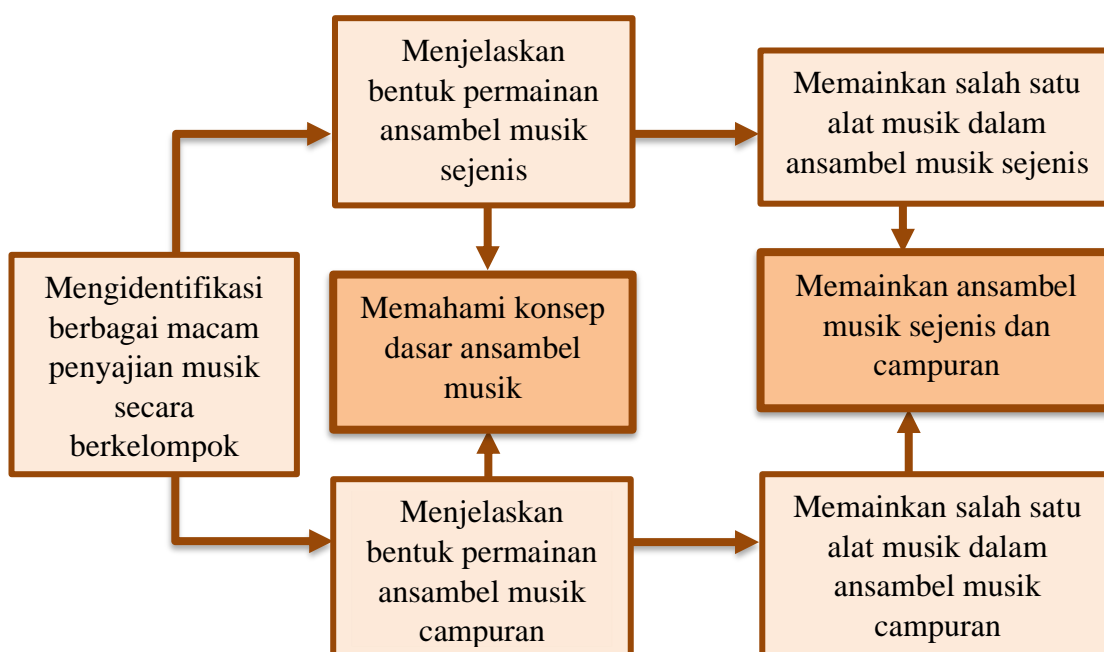 Menjelaskan
bentuk permainan
ansambel musik
sejenis
Memainkan salah satu
alat musik dalam
ansambel musik sejenis
Mengidentifikasi
berbagai macam
penyajian musik
secara
berkelompok
Memahami konsep
dasar ansambel
musik
Memainkan ansambel
musik sejenis dan
campuran
Menjelaskan
bentuk permainan
ansambel musik
campuran
Memainkan salah satu
alat musik dalam
ansambel musik
campuran